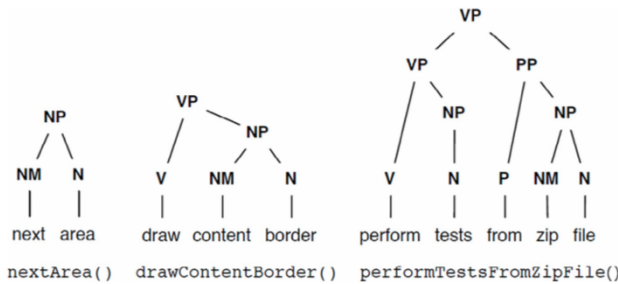 VP
VP PP
VP
NP NP NP
NP
NM N V NM N V N P NM N
next area draw content border perform tests from zip file
nextArea() drawContentBorder() performTestsFromZipFile()